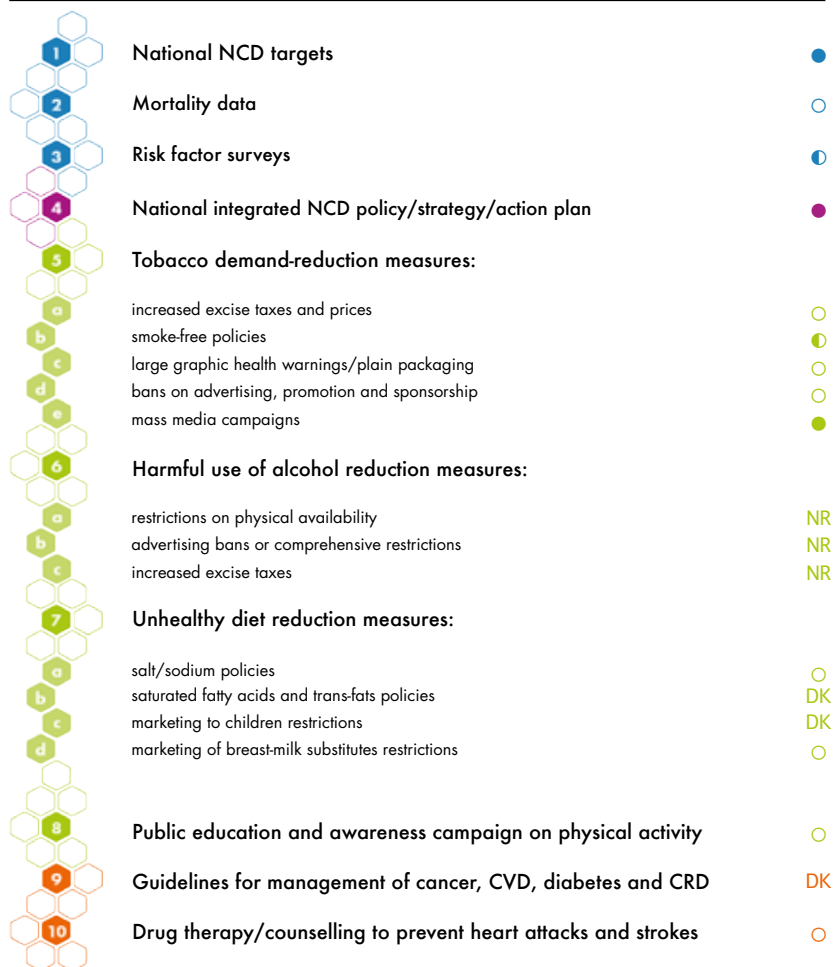 1 National NCD targets ●
2 Mortality data ○
3 Risk factor surveys ◐
4 National integrated NCD policy/strategy/action plan ●
5 Tobacco demand-reduction measures:
a increased excise taxes and prices ○
b smoke-free policies ◐
c large graphic health warnings/plain packaging ○
d bans on advertising, promotion and sponsorship ○
e mass media campaigns ●
6 Harmful use of alcohol reduction measures:
a restrictions on physical availability NR
b advertising bans or comprehensive restrictions NR
c increased excise taxes NR
7 Unhealthy diet reduction measures:
a salt/sodium policies ○
b saturated fatty acids and trans-fats policies DK
c marketing to children restrictions DK
d marketing of breast-milk substitutes restrictions ○
8 Public education and awareness campaign on physical activity ○
9 Guidelines for management of cancer, CVD, diabetes and CRD DK
10 Drug therapy/counselling to prevent heart attacks and strokes ○